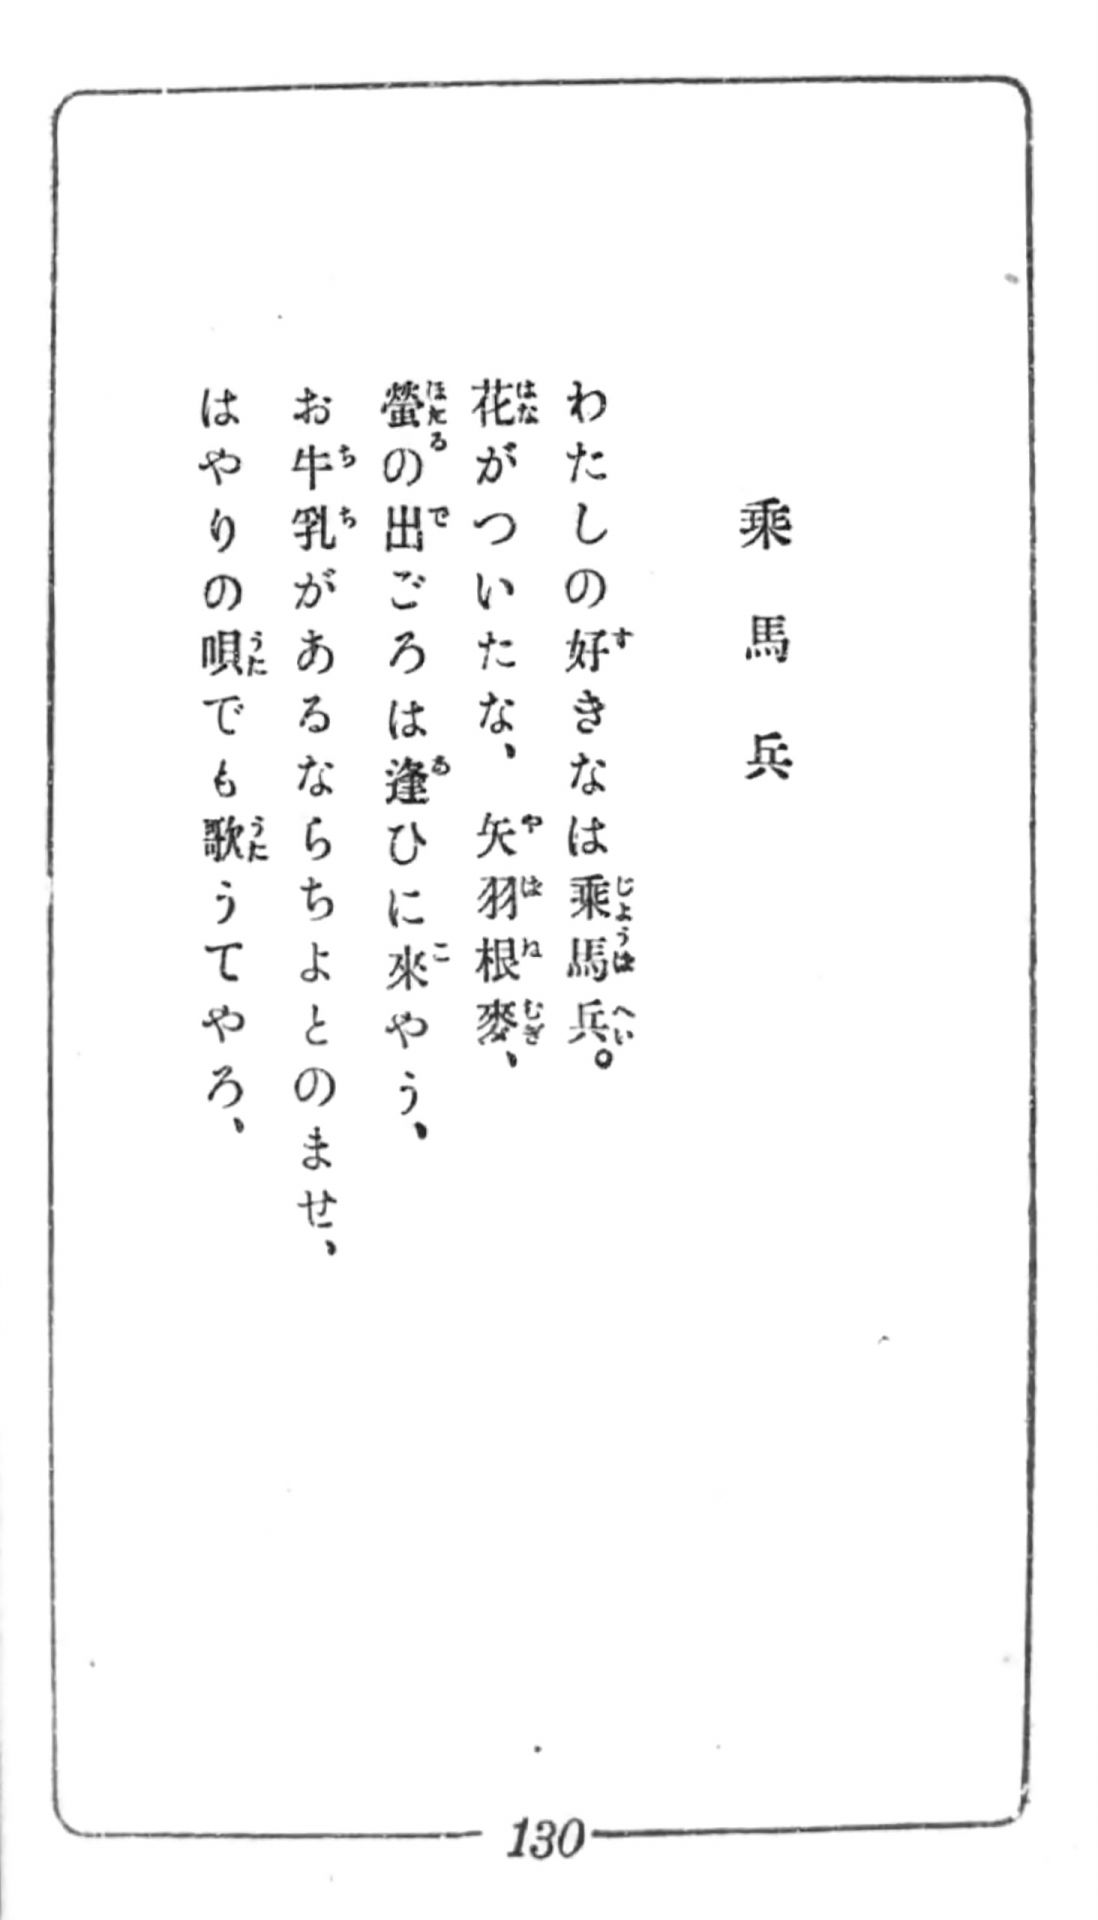 乘馬兵
わたしの好きなは乘馬兵。
花がついたな、矢羽根麥、
螢の出ごろは逢ひに來やう、
お牛乳があるならちよとのませ、
はやりの唄でも歌うてやろ、
130